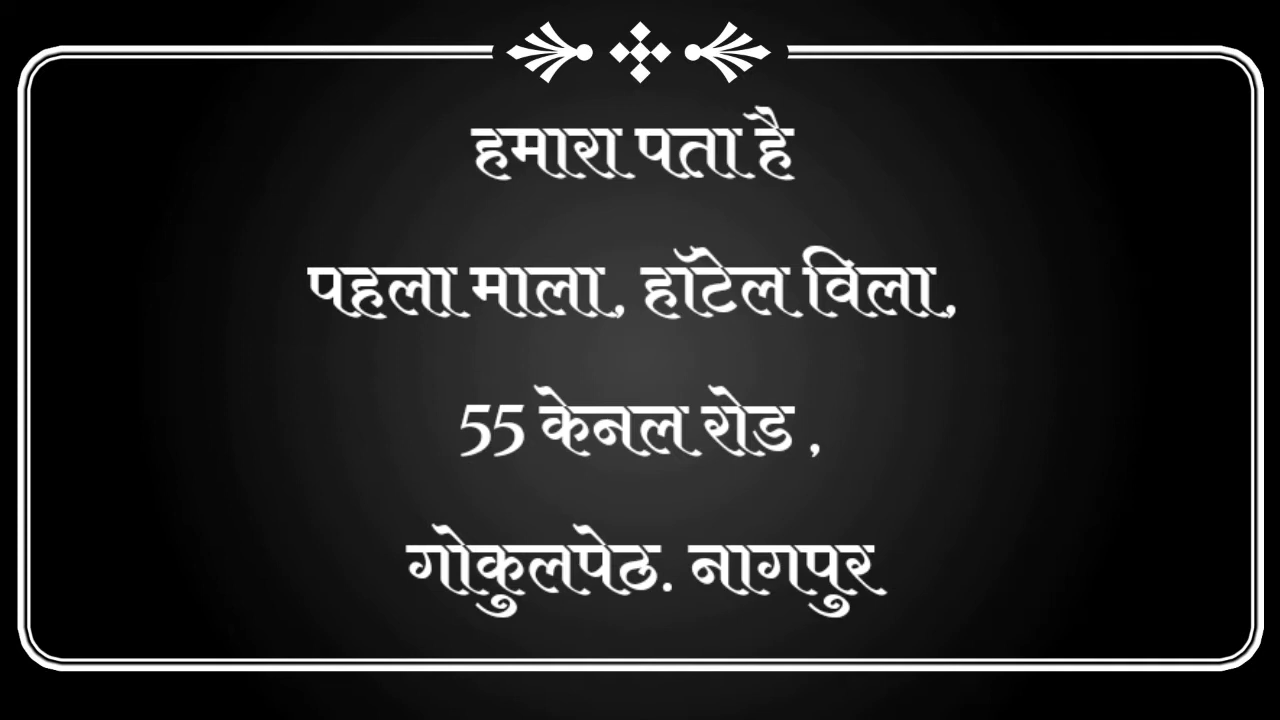 हमारा पता है
पहला माला, हॉटेल विला,
55 केनल रोड ,
गोकुलपेठ. नागपुर